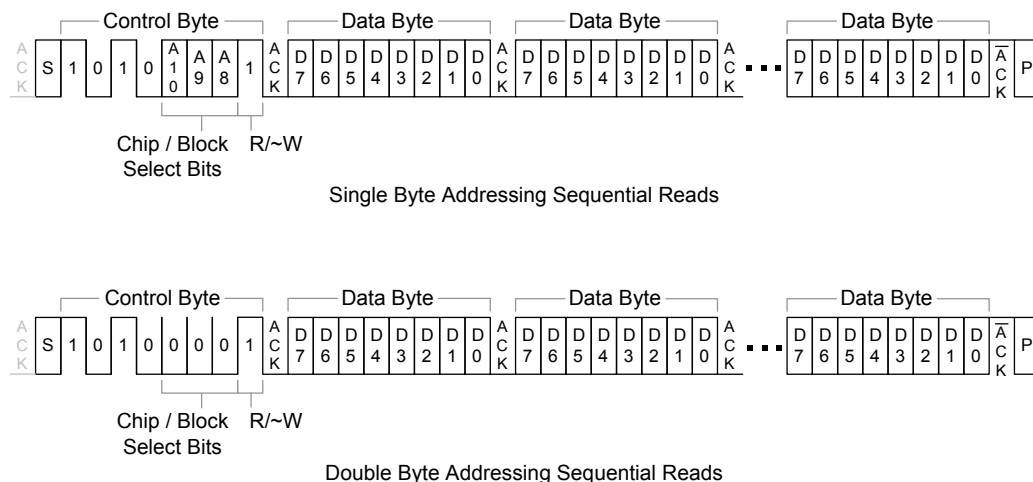 Control Byte Data Byte Data Byte Data Byte
ACK S 1 0 1 0 A10 A9 A8 1 ACK D7 D6 D5 D4 D3 D2 D1 D0 ACK D7 D6 D5 D4 D3 D2 D1 D0 ACK D7 D6 D5 D4 D3 D2 D1 D0 A̅CK P
Chip / Block R/~W
Select Bits
Single Byte Addressing Sequential Reads
Control Byte Data Byte Data Byte Data Byte
ACK S 1 0 1 0 0 0 0 1 ACK D7 D6 D5 D4 D3 D2 D1 D0 ACK D7 D6 D5 D4 D3 D2 D1 D0 ACK D7 D6 D5 D4 D3 D2 D1 D0 A̅CK P
Chip / Block R/~W
Select Bits
Double Byte Addressing Sequential Reads